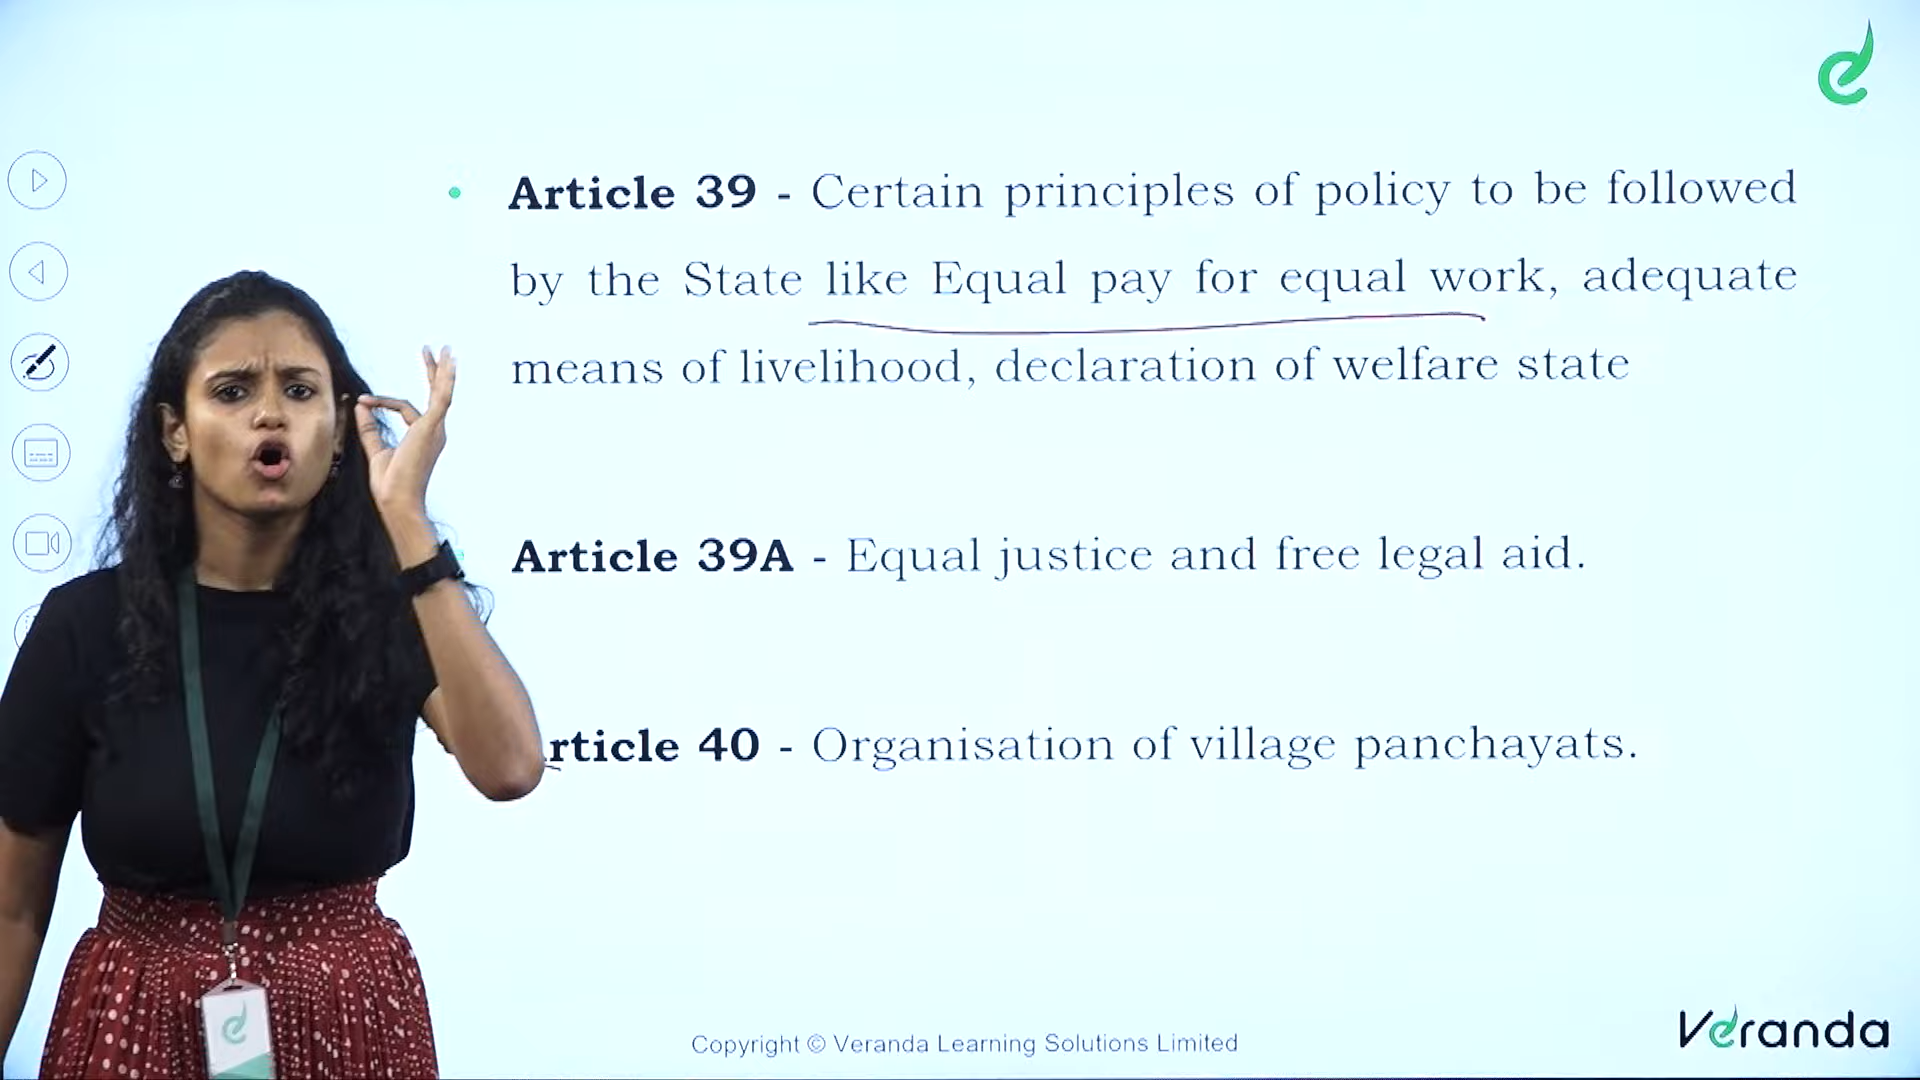 Article 39 - Certain principles of policy to be followed
by the State like Equal pay for equal work, adequate
means of livelihood, declaration of welfare state
Article 39A - Equal justice and free legal aid.
rticle 40 - Organisation of village panchayats.
Copyright © Veranda Learning Solutions Limited
Veranda